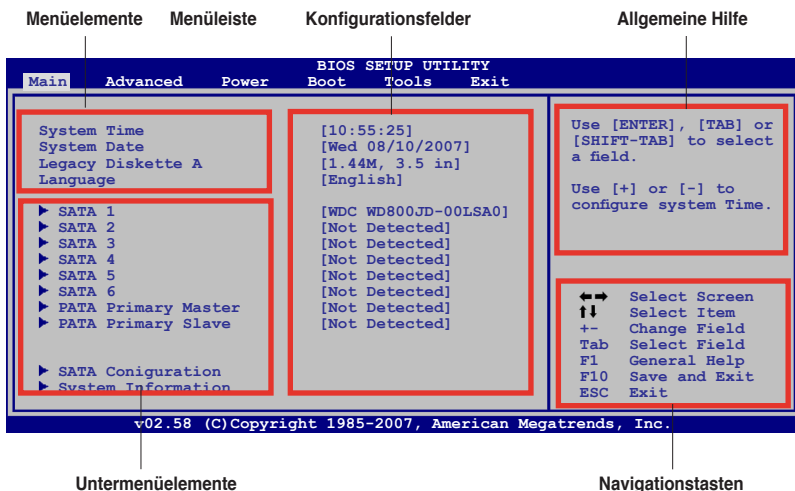 Menüelemente Menüleiste Konfigurationsfelder Allgemeine Hilfe
BIOS SETUP UTILITY
Main Advanced Power Boot Tools Exit
System Time [10:55:25]
System Date [Wed 08/10/2007]
Legacy Diskette A [1.44M, 3.5 in]
Language [English]
SATA 1 [WDC WD800JD-00LSA0]
SATA 2 [Not Detected]
SATA 3 [Not Detected]
SATA 4 [Not Detected]
SATA 5 [Not Detected]
SATA 6 [Not Detected]
PATA Primary Master [Not Detected]
PATA Primary Slave [Not Detected]
SATA Coniguration
System Information
Use [ENTER], [TAB] or
[SHIFT-TAB] to select
a field.
Use [+] or [-] to
configure system Time.
←→ Select Screen
↑↓ Select Item
+- Change Field
Tab Select Field
F1 General Help
F10 Save and Exit
ESC Exit
v02.58 (C)Copyright 1985-2007, American Megatrends, Inc.
Untermenüelemente Navigationstasten